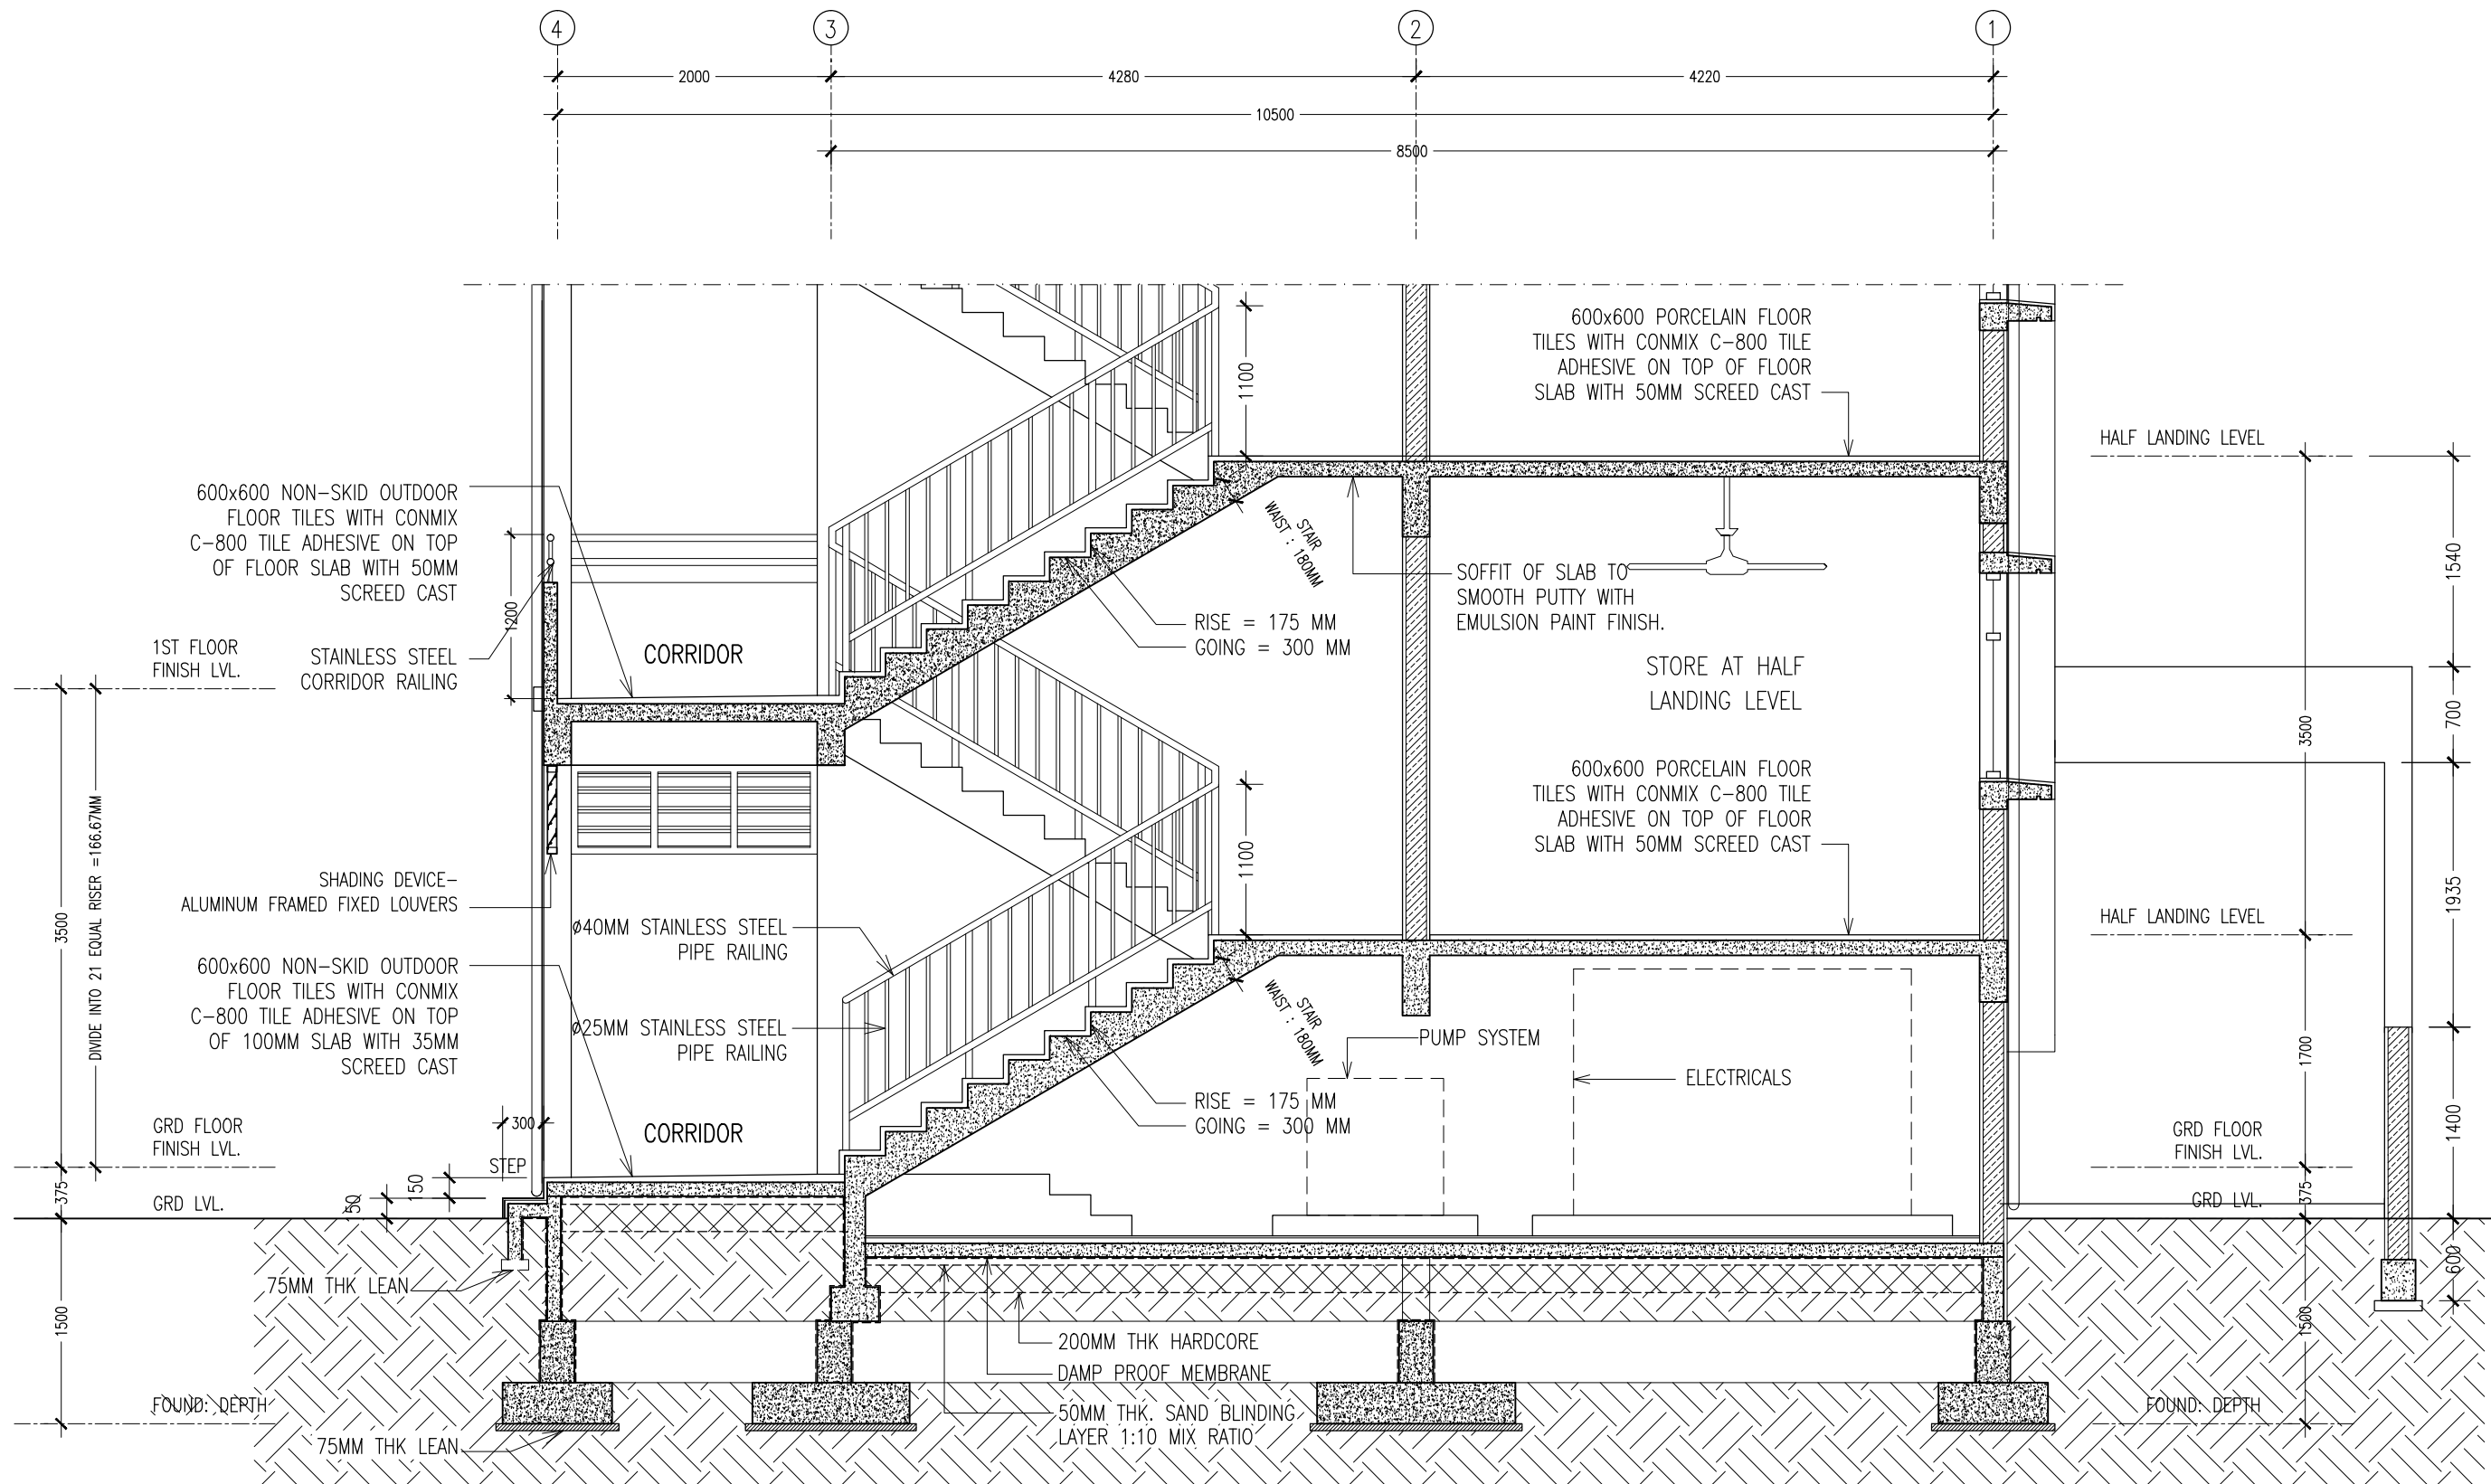 4
3
2
1
2000
4280
4220
10500
8500
600x600 PORCELAIN FLOOR
TILES WITH CONMIX C-800 TILE
ADHESIVE ON TOP OF FLOOR
SLAB WITH 50MM SCREED CAST
1100
HALF LANDING LEVEL
600x600 NON-SKID OUTDOOR
FLOOR TILES WITH CONMIX
C-800 TILE ADHESIVE ON TOP
OF FLOOR SLAB WITH 50MM
SCREED CAST
1200
STAIR
WAIST : 180MM
SOFFIT OF SLAB TO
SMOOTH PUTTY WITH
EMULSION PAINT FINISH.
1540
RISE = 175 MM
GOING = 300 MM
1ST FLOOR
FINISH LVL.
STAINLESS STEEL
CORRIDOR RAILING
CORRIDOR
STORE AT HALF
LANDING LEVEL
700
3500
600x600 PORCELAIN FLOOR
TILES WITH CONMIX C-800 TILE
ADHESIVE ON TOP OF FLOOR
SLAB WITH 50MM SCREED CAST
1100
DIVIDE INTO 21 EQUAL RISER =166.67MM
3500
SHADING DEVICE-
ALUMINUM FRAMED FIXED LOUVERS
1935
HALF LANDING LEVEL
ø40MM STAINLESS STEEL
PIPE RAILING
600x600 NON-SKID OUTDOOR
FLOOR TILES WITH CONMIX
C-800 TILE ADHESIVE ON TOP
OF 100MM SLAB WITH 35MM
SCREED CAST
ø25MM STAINLESS STEEL
PIPE RAILING
STAIR
WAIST : 180MM
PUMP SYSTEM
ELECTRICALS
1700
RISE = 175 MM
GOING = 300 MM
1400
300
GRD FLOOR
FINISH LVL.
CORRIDOR
GRD FLOOR
FINISH LVL.
STEP
150
150
375
GRD LVL.
375
GRD LVL.
600
75MM THK LEAN
1500
1500
200MM THK HARDCORE
DAMP PROOF MEMBRANE
50MM THK. SAND BLINDING
LAYER 1:10 MIX RATIO
FOUND: DEPTH
FOUND: DEPTH
75MM THK LEAN